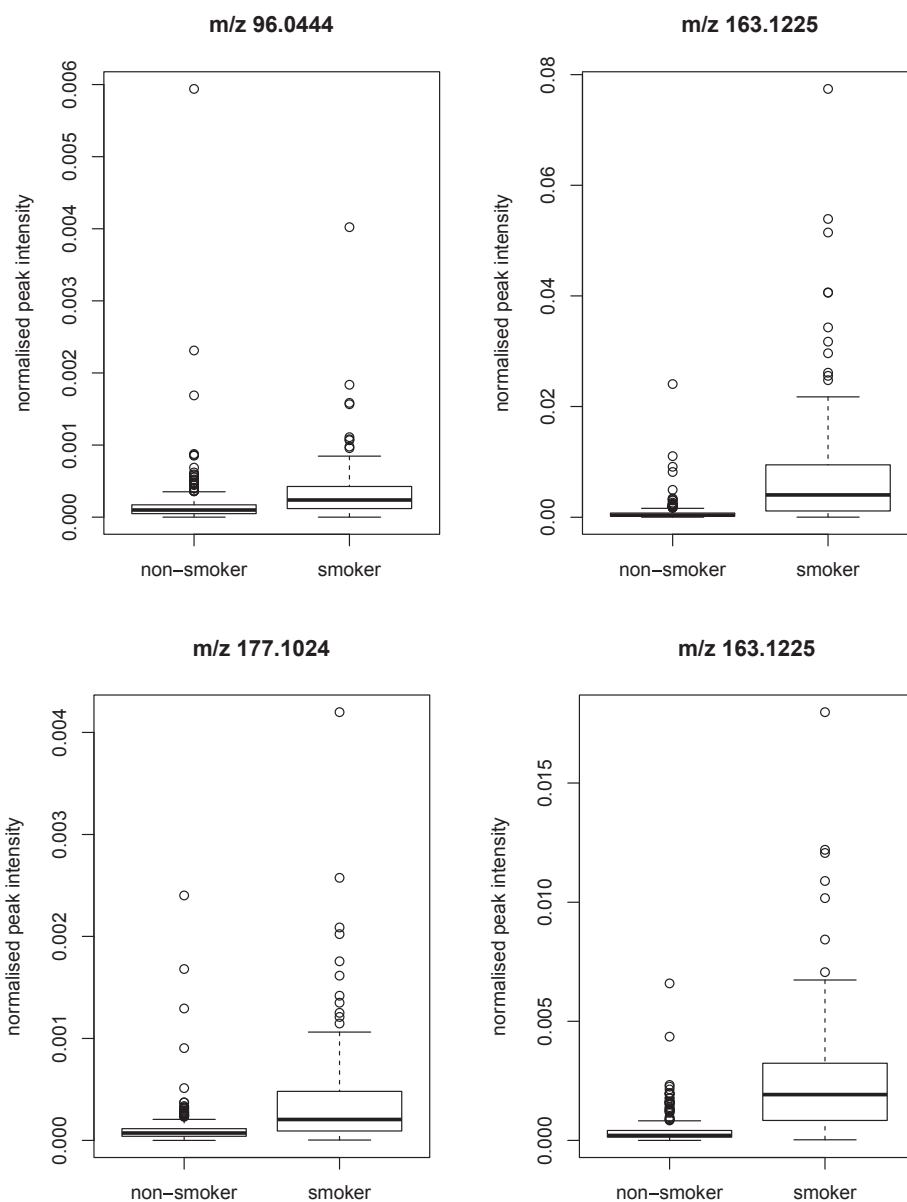 m/z 96.0444
normalised peak intensity
0.006
0.005
0.004
0.003
0.002
0.001
0.000
non−smoker
smoker
m/z 163.1225
normalised peak intensity
0.08
0.06
0.04
0.02
0.00
non−smoker
smoker
m/z 177.1024
normalised peak intensity
0.004
0.003
0.002
0.001
0.000
non−smoker
smoker
m/z 163.1225
normalised peak intensity
0.015
0.010
0.005
0.000
non−smoker
smoker